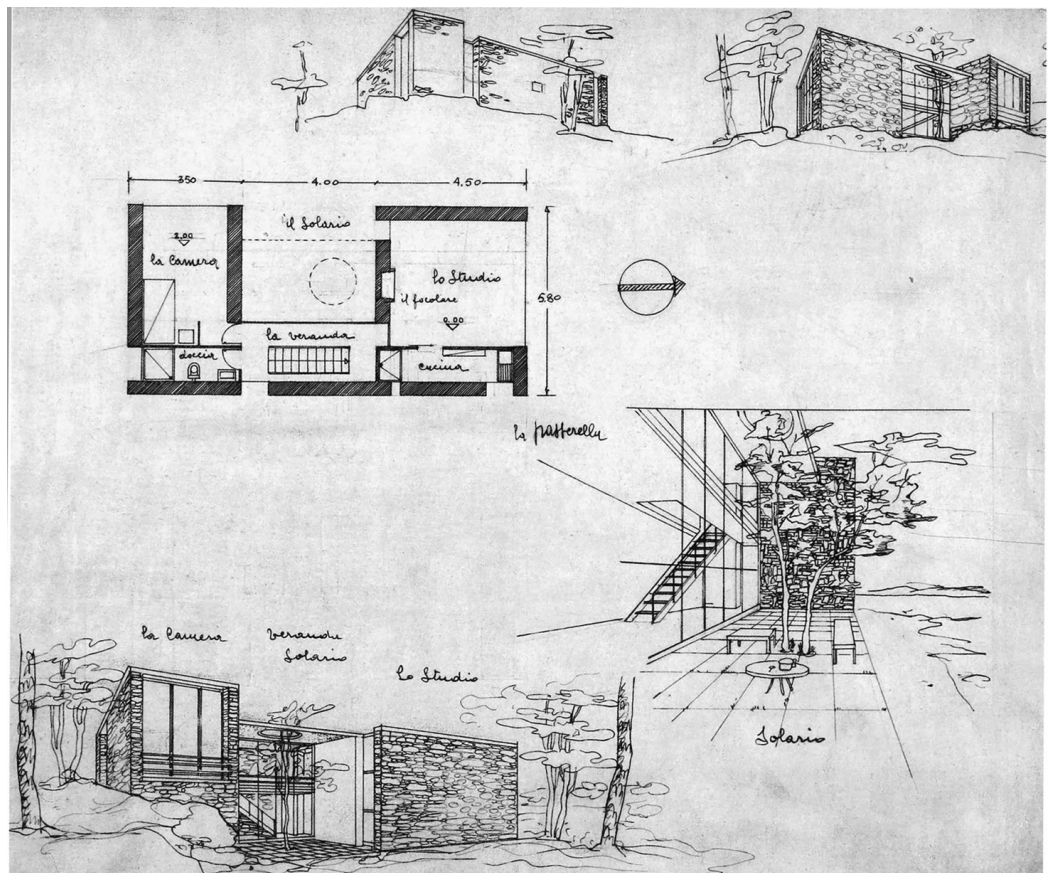 350 4.00 4.50
il Solario
2.00
la Camera
lo Studio
il focolare
5.80
0.00
la veranda
doccia
cucina
la passerella
Solario
la Camera
veranda
Solario
lo Studio